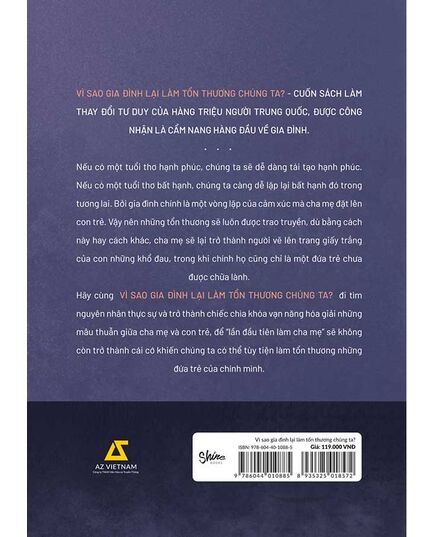 VÌ SAO GIA ĐÌNH LẠI LÀM TỔN THƯƠNG CHÚNG TA? - CUỐN SÁCH LÀM
THAY ĐỔI TƯ DUY CỦA HÀNG TRIỆU NGƯỜI TRUNG QUỐC, ĐƯỢC CÔNG
NHẬN LÀ CẨM NANG HÀNG ĐẦU VỀ GIA ĐÌNH.
. . .
Nếu có một tuổi thơ hạnh phúc, chúng ta sẽ dễ dàng tái tạo hạnh phúc.
Nếu có một tuổi thơ bất hạnh, chúng ta càng dễ lặp lại bất hạnh đó trong
tương lai. Bởi gia đình chính là một vòng lặp của cảm xúc mà cha mẹ đặt lên
con trẻ. Vậy nên những tổn thương sẽ luôn được trao truyền, dù bằng cách
này hay cách khác, cha mẹ sẽ lại trở thành người vẽ lên trang giấy trắng
của con những khổ đau, trong khi chính họ cũng chỉ là một đứa trẻ chưa
được chữa lành.
Hãy cùng VÌ SAO GIA ĐÌNH LẠI LÀM TỔN THƯƠNG CHÚNG TA? đi tìm
nguyên nhân thực sự và trở thành chiếc chìa khóa vạn năng hóa giải những
mâu thuẫn giữa cha mẹ và con trẻ, để “lần đầu tiên làm cha mẹ” sẽ không
còn trở thành cái cớ khiến chúng ta có thể tùy tiện làm tổn thương những
đứa trẻ của chính mình.
AZ VIETNAM
Công ty TNHH Văn Hóa và Truyền Thông
Shine
BOOKS
Vì sao gia đình lại làm tổn thương chúng ta?
ISBN: 978-604-40-1088-5 Giá: 119.000 VNĐ
9 786044 010885 8 935325 018572